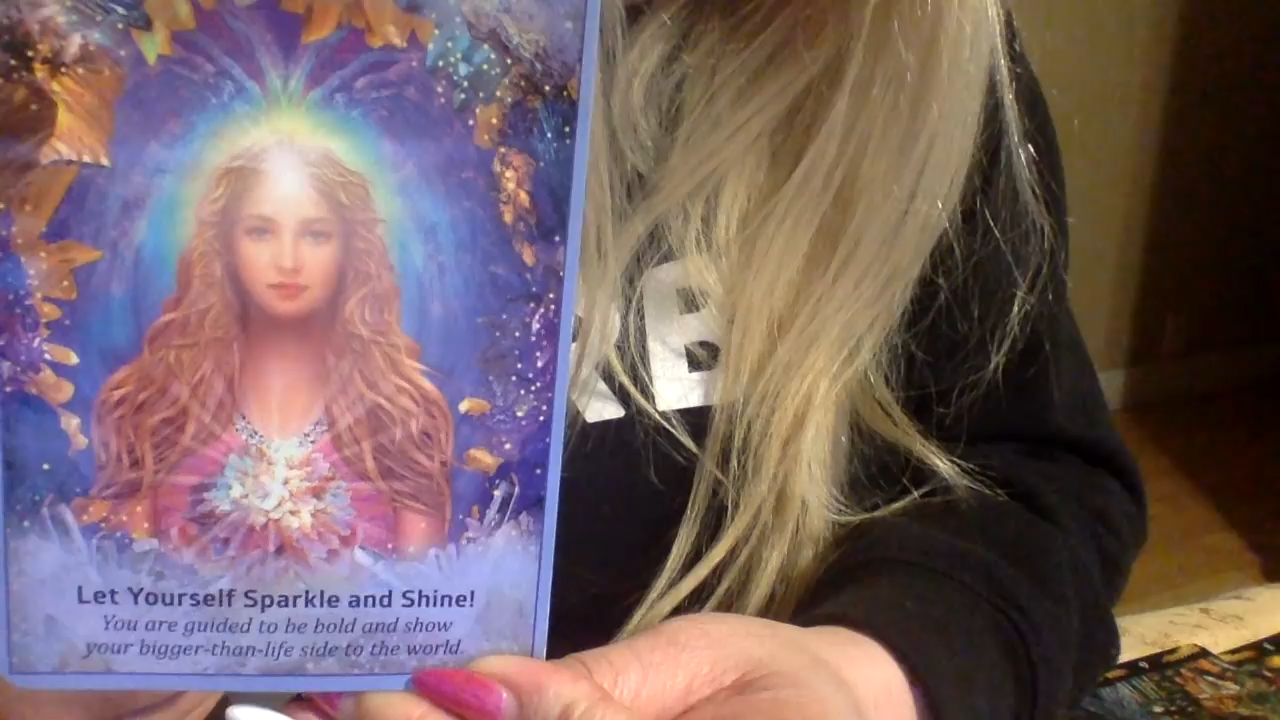 Let Yourself Sparkle and Shine!
You are guided to be bold and show
your bigger-than-life side to the world.
B